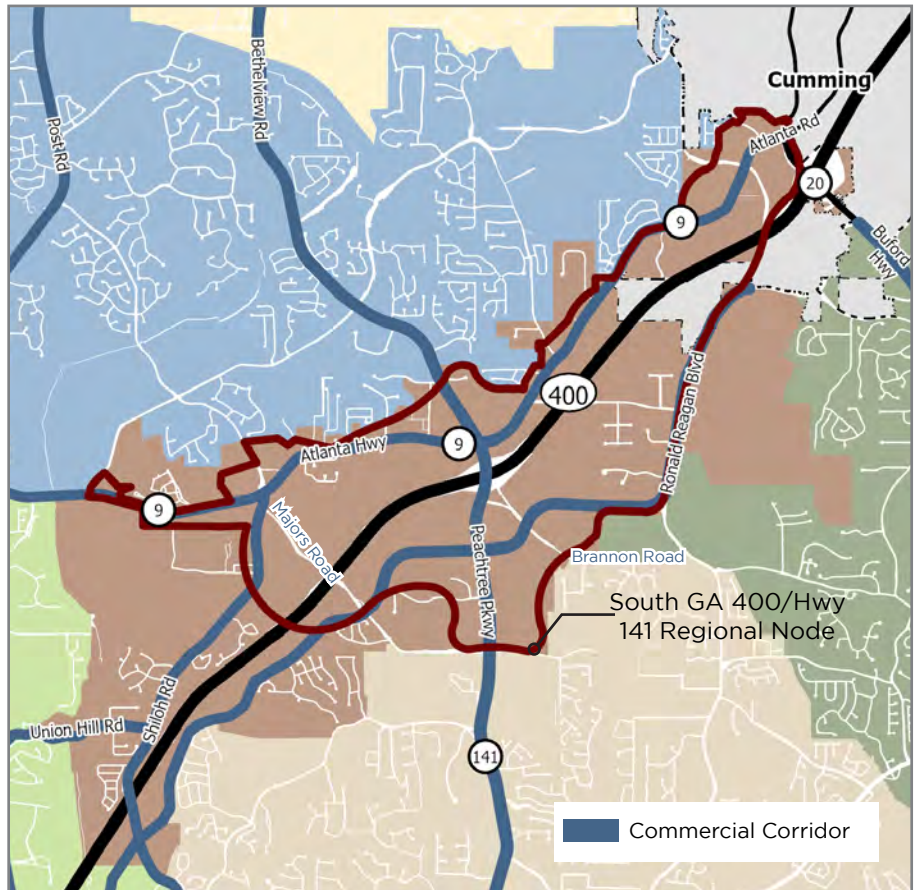 Cumming
Atlanta Rd
Bethelview Rd
Post Rd
20
9
Buford
Hwy
400
Ronald Reagan Blvd
9
Atlanta Hwy
9
Majors Road
Peachtree Pkwy
Brannon Road
South GA 400/Hwy
141 Regional Node
Shiloh Rd
Union Hill Rd
141
Commercial Corridor